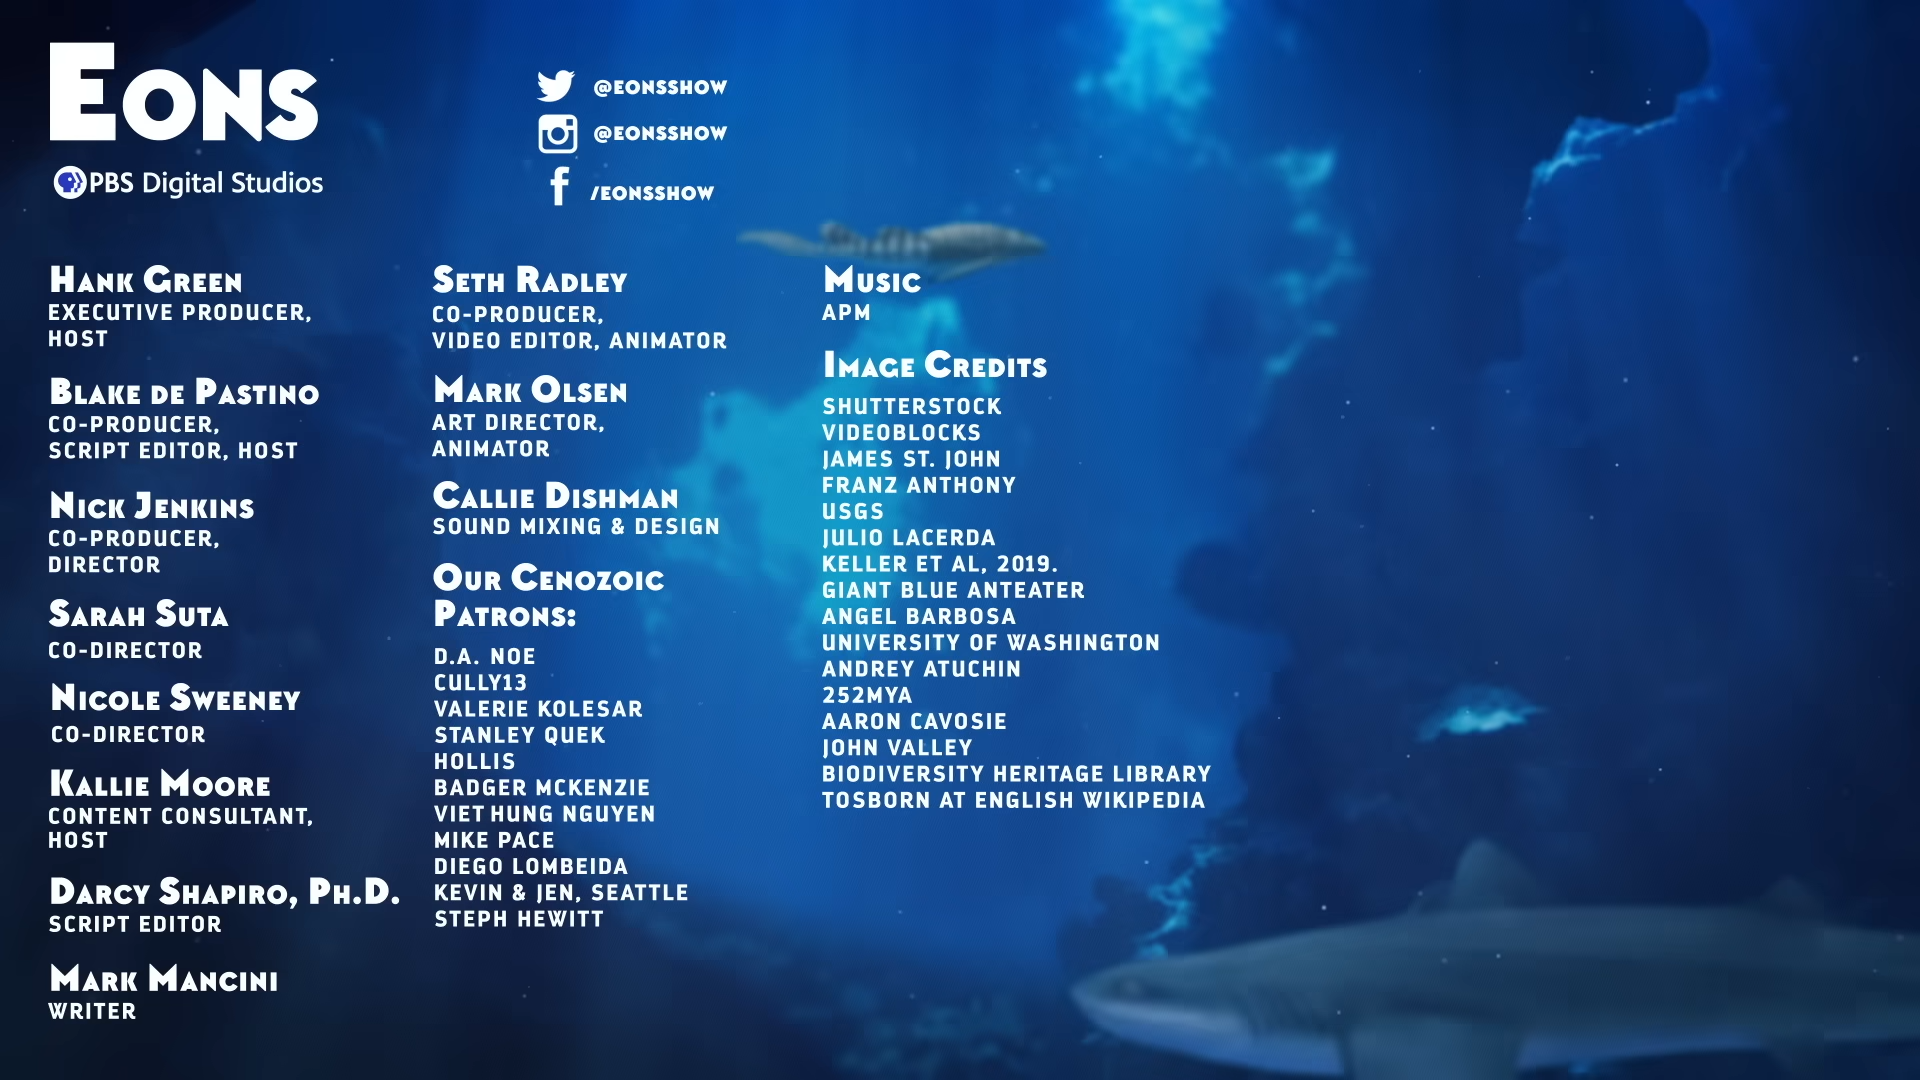 EONS
PBS Digital Studios
@EONSSHOW
@EONSSHOW
/EONSSHOW
HANK GREEN
EXECUTIVE PRODUCER,
HOST
BLAKE DE PASTINO
CO-PRODUCER,
SCRIPT EDITOR, HOST
NICK JENKINS
CO-PRODUCER,
DIRECTOR
SARAH SUTA
CO-DIRECTOR
NICOLE SWEENEY
CO-DIRECTOR
KALLIE MOORE
CONTENT CONSULTANT,
HOST
DARCY SHAPIRO, PH.D.
SCRIPT EDITOR
MARK MANCINI
WRITER
SETH RADLEY
CO-PRODUCER,
VIDEO EDITOR, ANIMATOR
MARK OLSEN
ART DIRECTOR,
ANIMATOR
CALLIE DISHMAN
SOUND MIXING & DESIGN
OUR CENOZOIC
PATRONS:
D.A. NOE
CULLY13
VALERIE KOLESAR
STANLEY QUEK
HOLLIS
BADGER MCKENZIE
VIET HUNG NGUYEN
MIKE PACE
DIEGO LOMBEIDA
KEVIN & JEN, SEATTLE
STEPH HEWITT
MUSIC
APM
IMAGE CREDITS
SHUTTERSTOCK
VIDEOBLOCKS
JAMES ST. JOHN
FRANZ ANTHONY
USGS
JULIO LACERDA
KELLER ET AL, 2019.
GIANT BLUE ANTEATER
ANGEL BARBOSA
UNIVERSITY OF WASHINGTON
ANDREY ATUCHIN
252MYA
AARON CAVOSIE
JOHN VALLEY
BIODIVERSITY HERITAGE LIBRARY
TOSBORN AT ENGLISH WIKIPEDIA